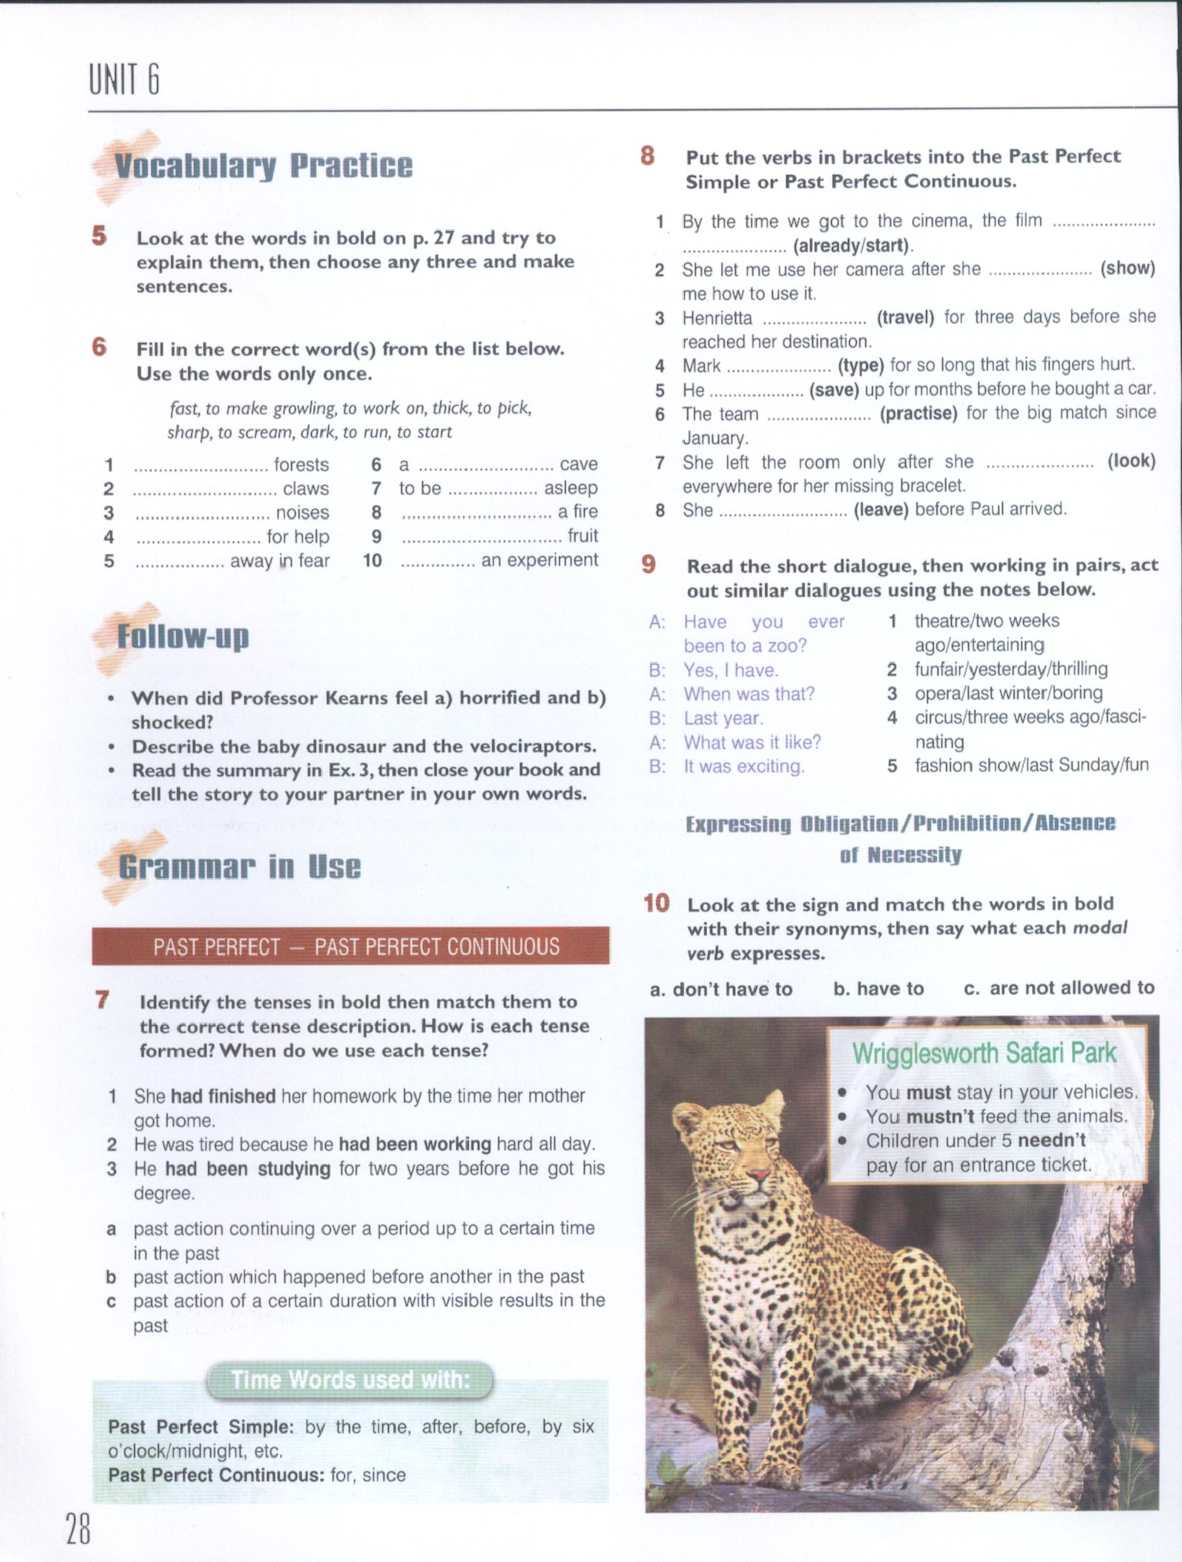 UNIT 6
Vocabulary Practice
5 Look at the words in bold on p. 27 and try to
explain them, then choose any three and make
sentences.
6 Fill in the correct word(s) from the list below.
Use the words only once.
fast, to make growling, to work on, thick, to pick,
sharp, to scream, dark, to run, to start
1 ........................... forests
2 ............................. claws
3 ........................... noises
4 ......................... for help
5 .................. away in fear
6 a ........................... cave
7 to be .................. asleep
8 .............................. a fire
9 ................................ fruit
10 ............... an experiment
Follow-up
• When did Professor Kearns feel a) horrified and b)
shocked?
• Describe the baby dinosaur and the velociraptors.
• Read the summary in Ex. 3, then close your book and
tell the story to your partner in your own words.
Grammar in Use
PAST PERFECT – PAST PERFECT CONTINUOUS
7 Identify the tenses in bold then match them to
the correct tense description. How is each tense
formed? When do we use each tense?
1 She had finished her homework by the time her mother
got home.
2 He was tired because he had been working hard all day.
3 He had been studying for two years before he got his
degree.
a past action continuing over a period up to a certain time
in the past
b past action which happened before another in the past
c past action of a certain duration with visible results in the
past
Time Words used with:
Past Perfect Simple: by the time, after, before, by six
o'clock/midnight, etc.
Past Perfect Continuous: for, since
28
8 Put the verbs in brackets into the Past Perfect
Simple or Past Perfect Continuous.
1 By the time we got to the cinema, the film .....................
..................... (already/start).
2 She let me use her camera after she ..................... (show)
me how to use it.
3 Henrietta ..................... (travel) for three days before she
reached her destination.
4 Mark ..................... (type) for so long that his fingers hurt.
5 He ................... (save) up for months before he bought a car.
6 The team ..................... (practise) for the big match since
January.
7 She left the room only after she ...................... (look)
everywhere for her missing bracelet.
8 She .......................... (leave) before Paul arrived.
9 Read the short dialogue, then working in pairs, act
out similar dialogues using the notes below.
A: Have you ever
been to a zoo?
B: Yes, I have.
A: When was that?
B: Last year.
A: What was it like?
B: It was exciting.
1 theatre/two weeks
ago/entertaining
2 funfair/yesterday/thrilling
3 opera/last winter/boring
4 circus/three weeks ago/fasci-
nating
5 fashion show/last Sunday/fun
Expressing Obligation/Prohibition/Absence
of Necessity
10 Look at the sign and match the words in bold
with their synonyms, then say what each modal
verb expresses.
a. don't have to b. have to c. are not allowed to
Wrigglesworth Safari Park
• You must stay in your vehicles.
• You mustn't feed the animals.
• Children under 5 needn't
pay for an entrance ticket.